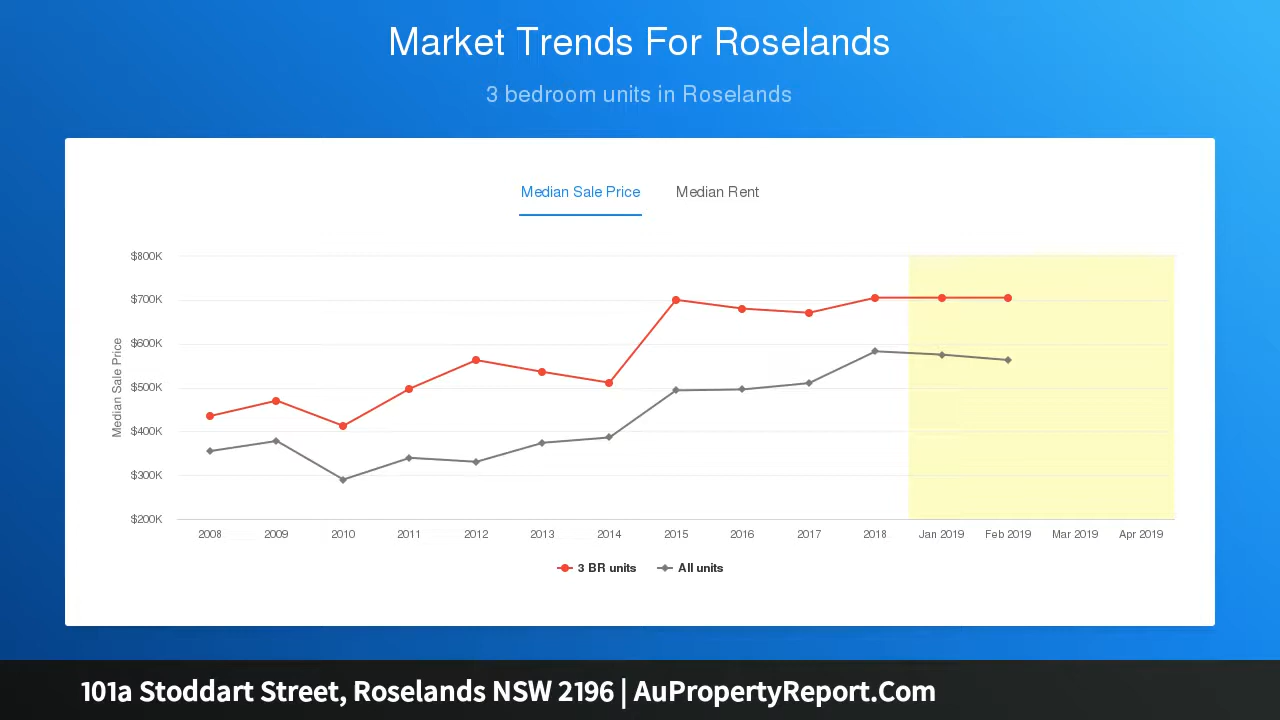 Market Trends For Roselands
3 bedroom units in Roselands
Median Sale Price Median Rent
$800K
$700K
$600K
$500K
$400K
$300K
$200K
Median Sale Price
2008 2009 2010 2011 2012 2013 2014 2015 2016 2017 2018 Jan 2019 Feb 2019 Mar 2019 Apr 2019
3 BR units All units
101a Stoddart Street, Roselands NSW 2196 | AuPropertyReport.Com